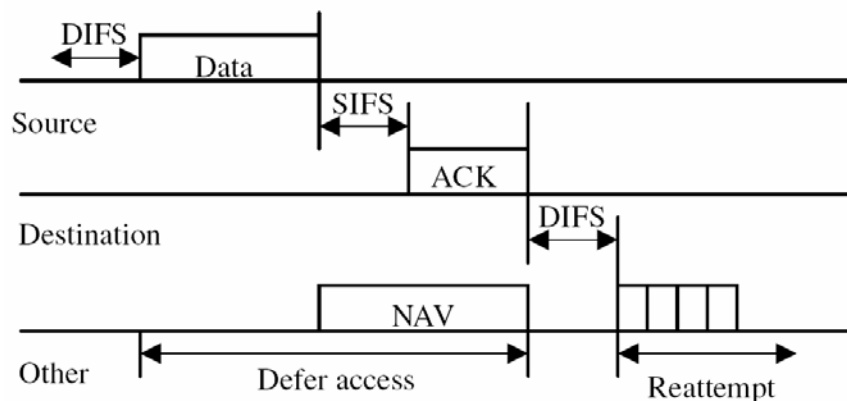 DIFS
Data
Source
SIFS
ACK
Destination
DIFS
NAV
Other
Defer access
Reattempt